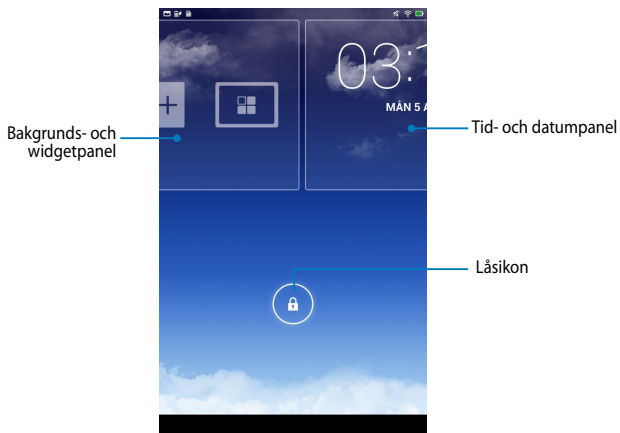 03:1
MÅN 5 A
Bakgrunds- och
widgetpanel
Tid- och datumpanel
Låsikon